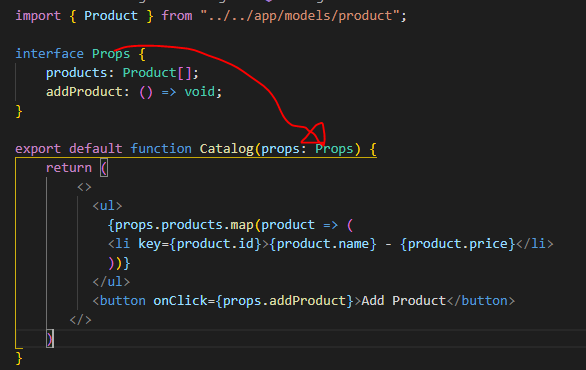 import { Product } from "../../app/models/product";
interface Props {
products: Product[];
addProduct: () => void;
}
export default function Catalog(props: Props) {
return (
<>
<ul>
{props.products.map(product => (
<li key={product.id}>{product.name} - {product.price}</li>
))}
</ul>
<button onClick={props.addProduct}>Add Product</button>
</>
)
}